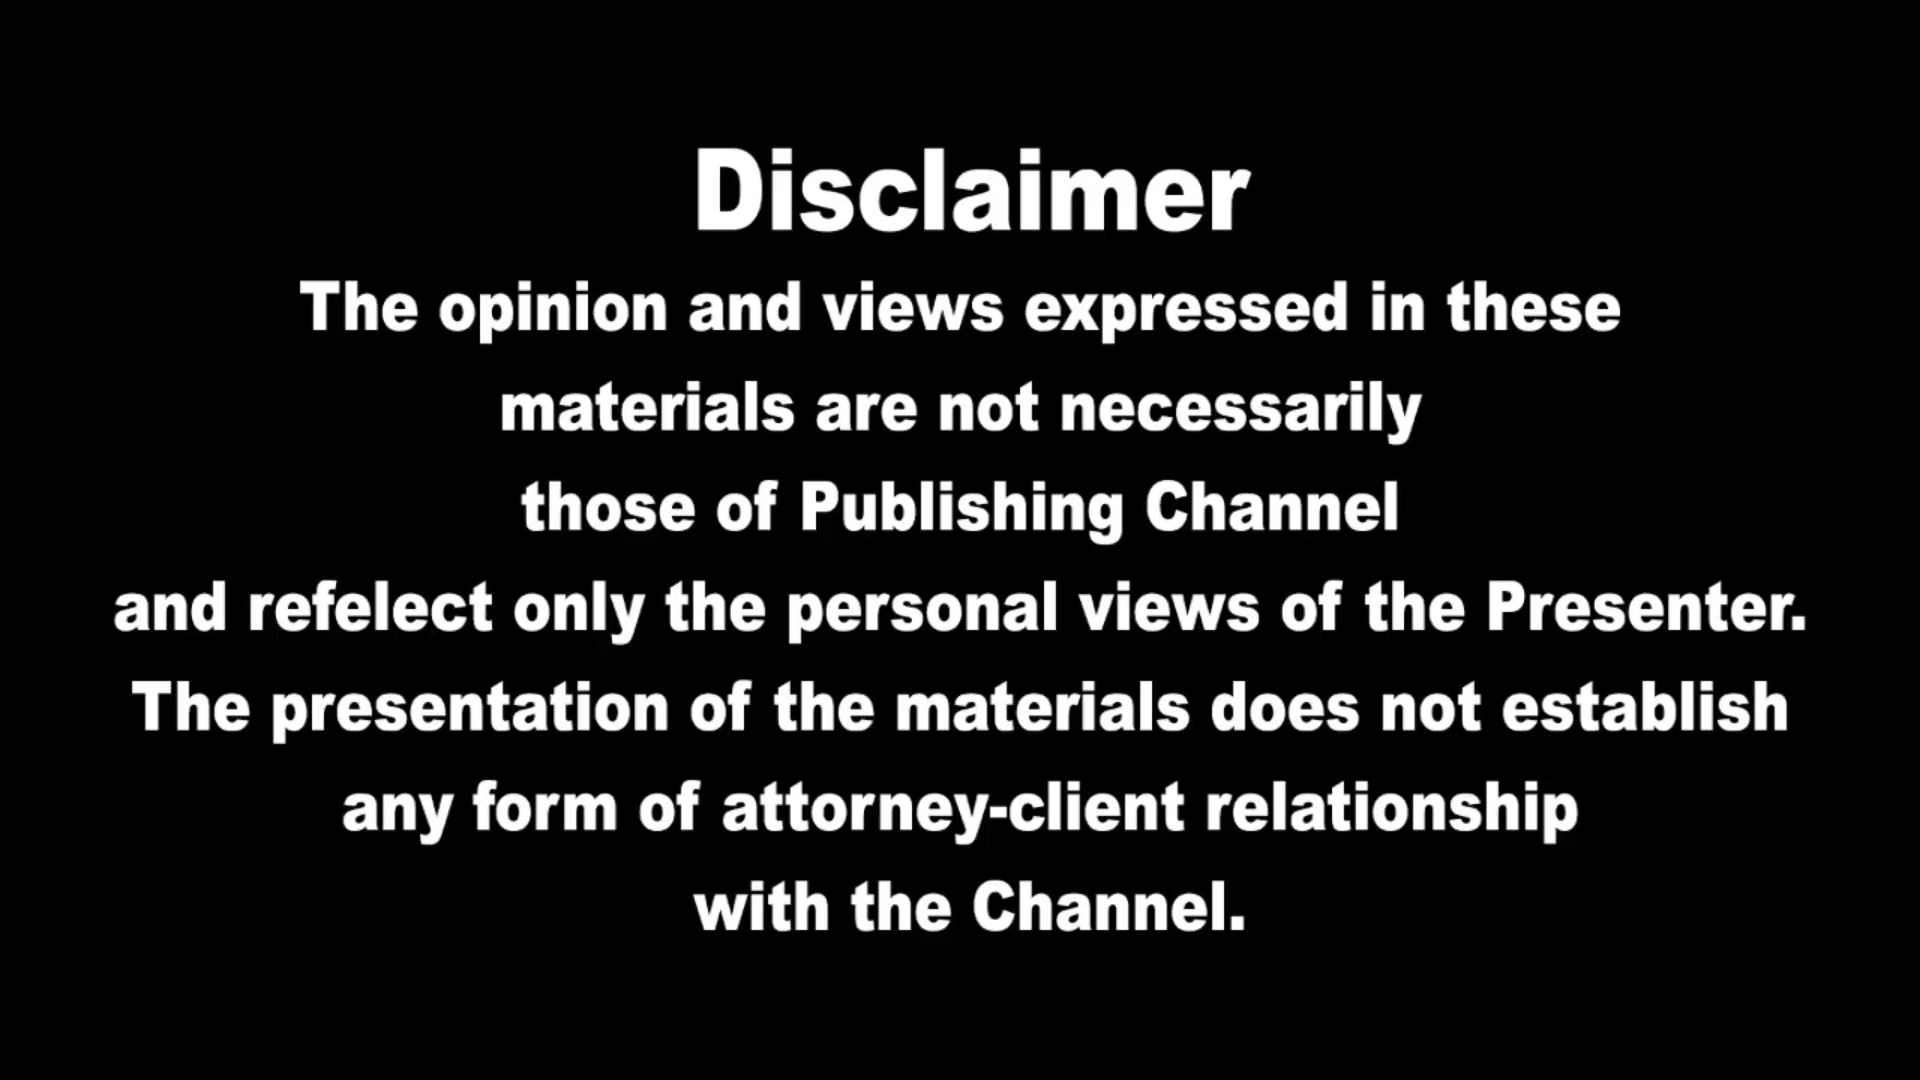 Disclaimer
The opinion and views expressed in these
materials are not necessarily
those of Publishing Channel
and refelect only the personal views of the Presenter.
The presentation of the materials does not establish
any form of attorney-client relationship
with the Channel.